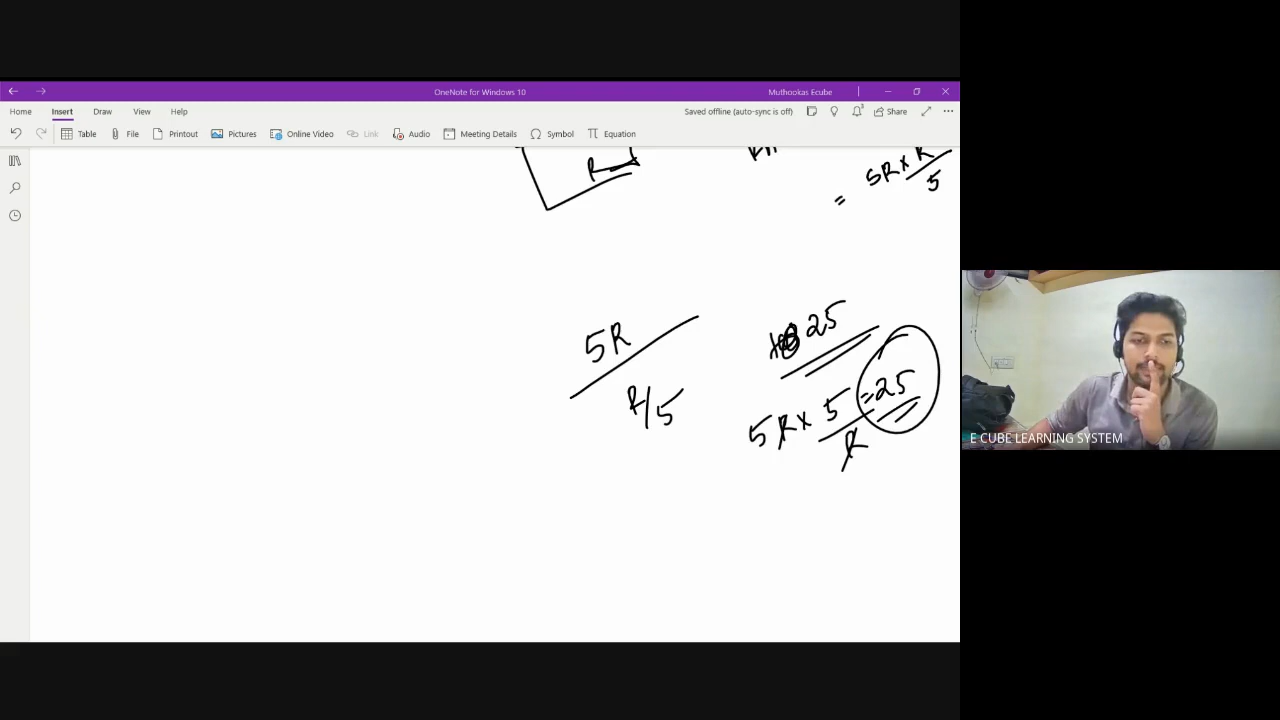 OneNote for Windows 10
Muthookas Ecube
Home Insert Draw View Help
Saved offline (auto-sync is off)
Share
Table File Printout Pictures Online Video Link Audio Meeting Details Symbol Equation
R
5R × R/5
=
5R
R/5
25
5R × 5/R = 25
E CUBE LEARNING SYSTEM